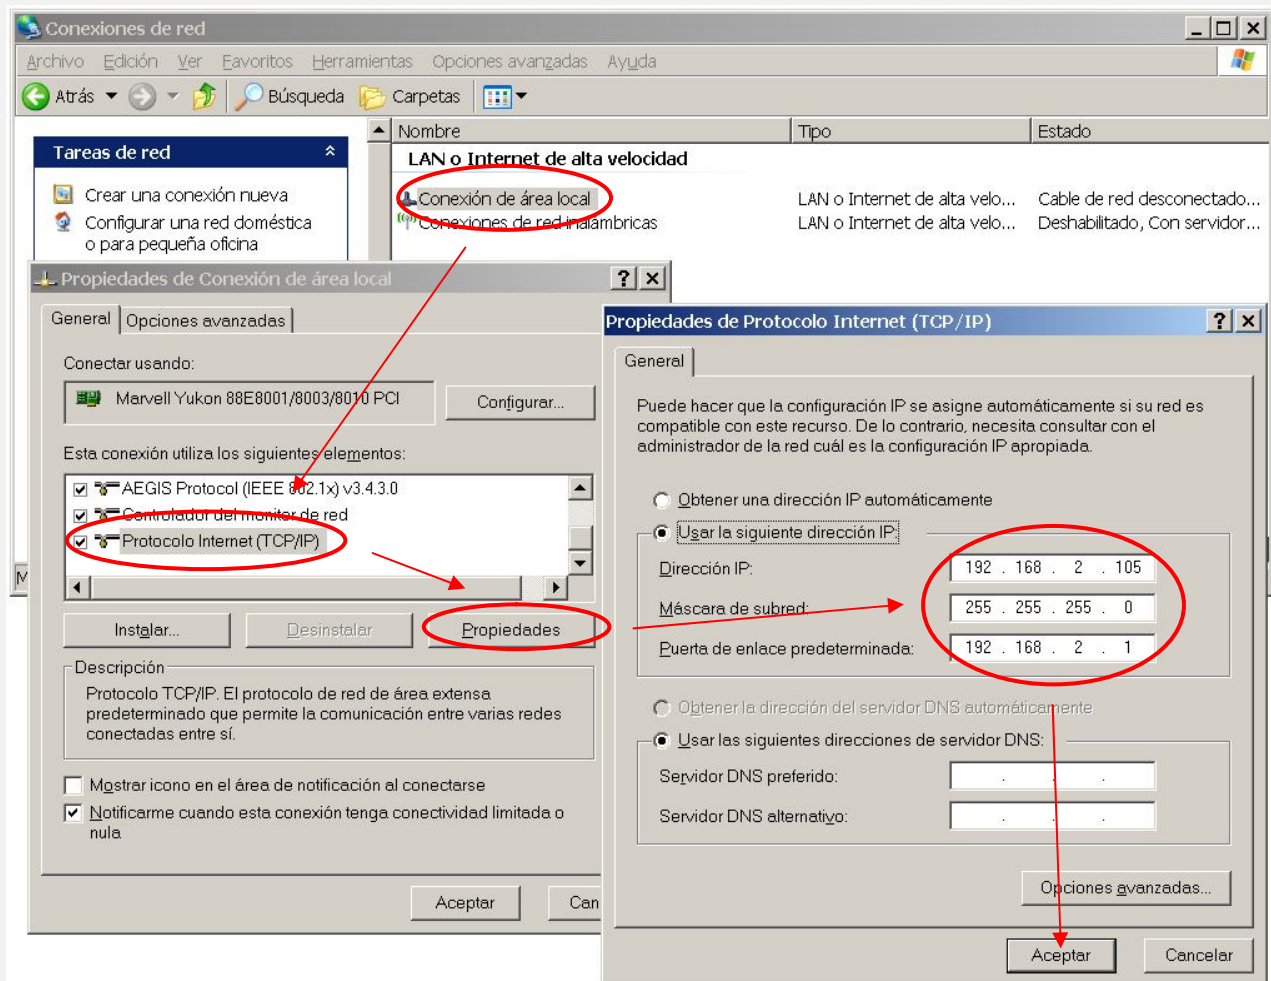 Conexiones de red
Archivo Edición Ver Favoritos Herramientas Opciones avanzadas Ayuda
Atrás Búsqueda Carpetas
Nombre Tipo Estado
Tareas de red
LAN o Internet de alta velocidad
Crear una conexión nueva
Configurar una red doméstica
o para pequeña oficina
Conexión de área local LAN o Internet de alta velo... Cable de red desconectado...
Conexiones de red inalámbricas LAN o Internet de alta velo... Deshabilitado, Con servidor...
Propiedades de Conexión de área local
General Opciones avanzadas
Conectar usando:
Marvell Yukon 88E8001/8003/8010 PCI Configurar...
Esta conexión utiliza los siguientes elementos:
AEGIS Protocol (IEEE 802.1x) v3.4.3.0
Controlador del monitor de red
Protocolo Internet (TCP/IP)
Instalar... Desinstalar Propiedades
Descripción
Protocolo TCP/IP. El protocolo de red de área extensa
predeterminado que permite la comunicación entre varias redes
conectadas entre sí.
Mostrar icono en el área de notificación al conectarse
Notificarme cuando esta conexión tenga conectividad limitada o
nula
Aceptar Can
Propiedades de Protocolo Internet (TCP/IP)
General
Puede hacer que la configuración IP se asigne automáticamente si su red es
compatible con este recurso. De lo contrario, necesita consultar con el
administrador de la red cuál es la configuración IP apropiada.
Obtener una dirección IP automáticamente
Usar la siguiente dirección IP:
Dirección IP: 192 . 168 . 2 . 105
Máscara de subred: 255 . 255 . 255 . 0
Puerta de enlace predeterminada: 192 . 168 . 2 . 1
Obtener la dirección del servidor DNS automáticamente
Usar las siguientes direcciones de servidor DNS:
Servidor DNS preferido: . . .
Servidor DNS alternativo: . . .
Opciones avanzadas...
Aceptar Cancelar